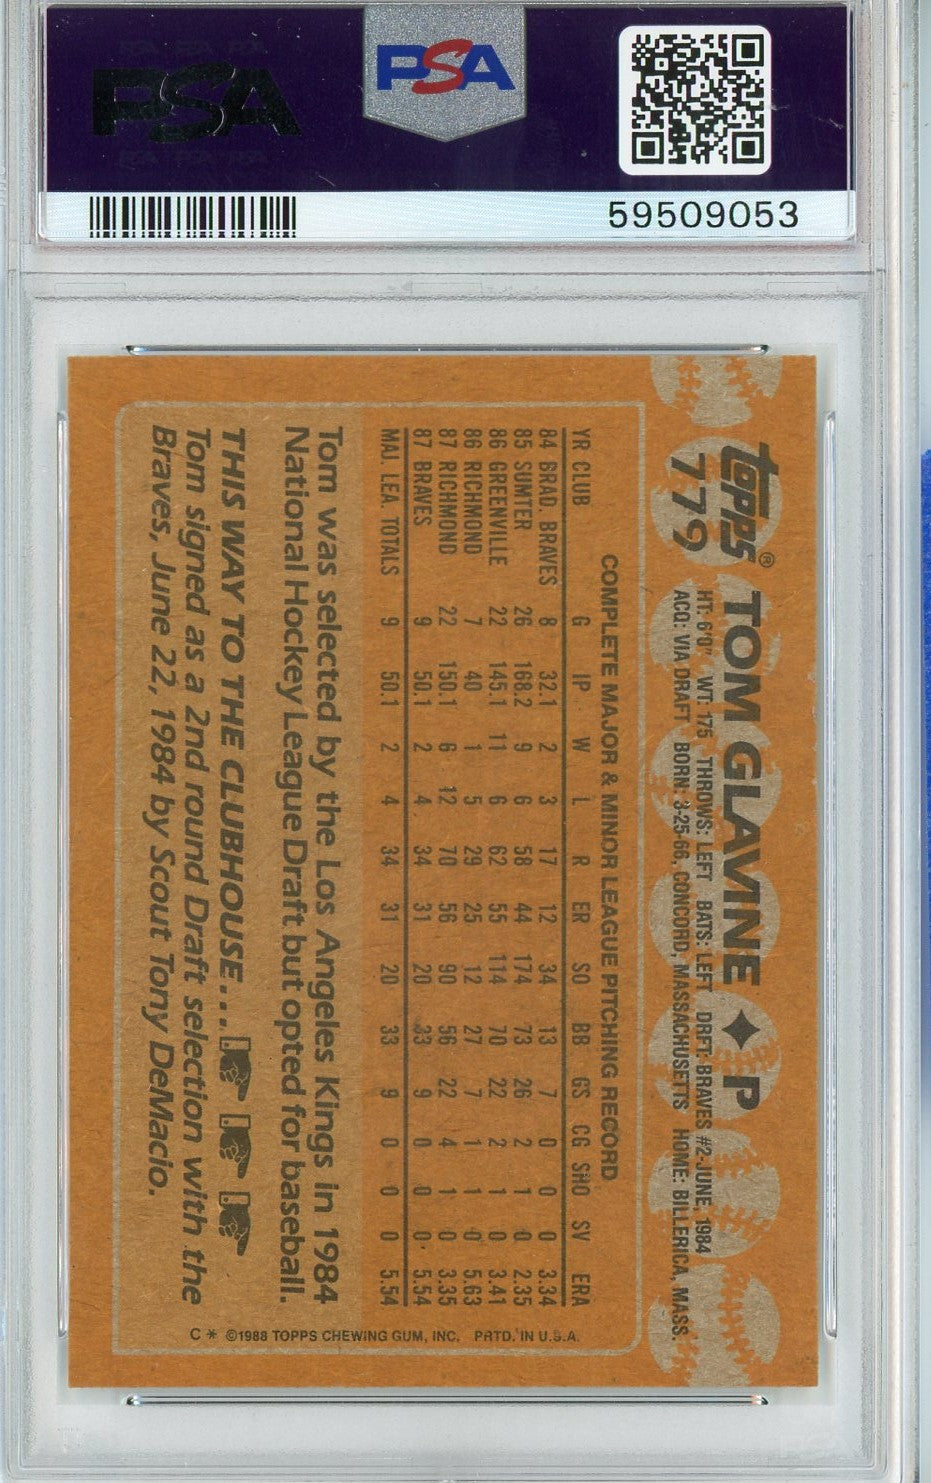 PSA
PSA
59509053
topps®
779
TOM GLAVINE ✦ P
HT: 6'0" WT: 175 THROWS: LEFT BATS: LEFT DRFT: BRAVES #2-JUNE, 1984
ACQ: VIA DRAFT BORN: 3-25-66, CONCORD, MASSACHUSETTS HOME: BILLERICA, MASS.
COMPLETE MAJOR & MINOR LEAGUE PITCHING RECORD
YR CLUB G IP W L R ER SO BB GS CG SHO SV ERA
84 BRAD. BRAVES 8 32.1 2 3 17 12 34 13 7 0 0 0 3.34
85 SUMTER 26 168.2 9 6 58 44 174 73 26 2 1 0 2.35
86 GREENVILLE 22 145.1 11 6 62 55 114 70 22 2 1 0 3.41
86 RICHMOND 7 40 1 5 29 25 12 27 7 1 1 0 5.63
87 RICHMOND 22 150.1 6 12 70 56 90 56 22 4 1 0 3.35
87 BRAVES 9 50.1 2 4 34 31 20 33 9 0 0 0 5.54
MAJ. LEA. TOTALS 9 50.1 2 4 34 31 20 33 9 0 0 0 5.54
Tom was selected by the Los Angeles Kings in 1984
National Hockey League Draft but opted for baseball.
THIS WAY TO THE CLUBHOUSE...
Tom signed as a 2nd round Draft selection with the
Braves, June 22, 1984 by Scout Tony DeMacio.
C * ©1988 TOPPS CHEWING GUM, INC. PRTD. IN U.S.A.